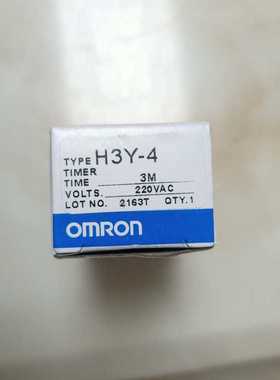 TYPE H3Y-4
TIMER
TIME 3M
VOLTS. 220VAC
LOT NO. 2163T QTY.1
OMRON